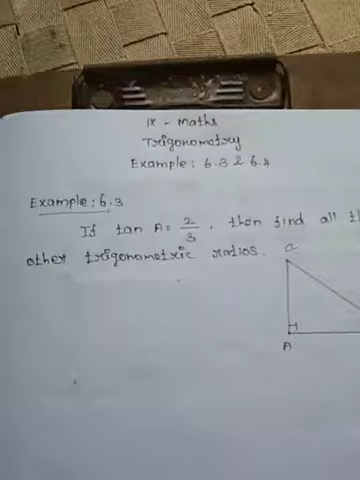 IX - Maths
Trigonometry
Example: 6.3 & 6.4
Example: 6.3
If tan A = 2/3, then find all
other trigonometric ratios.
C
A